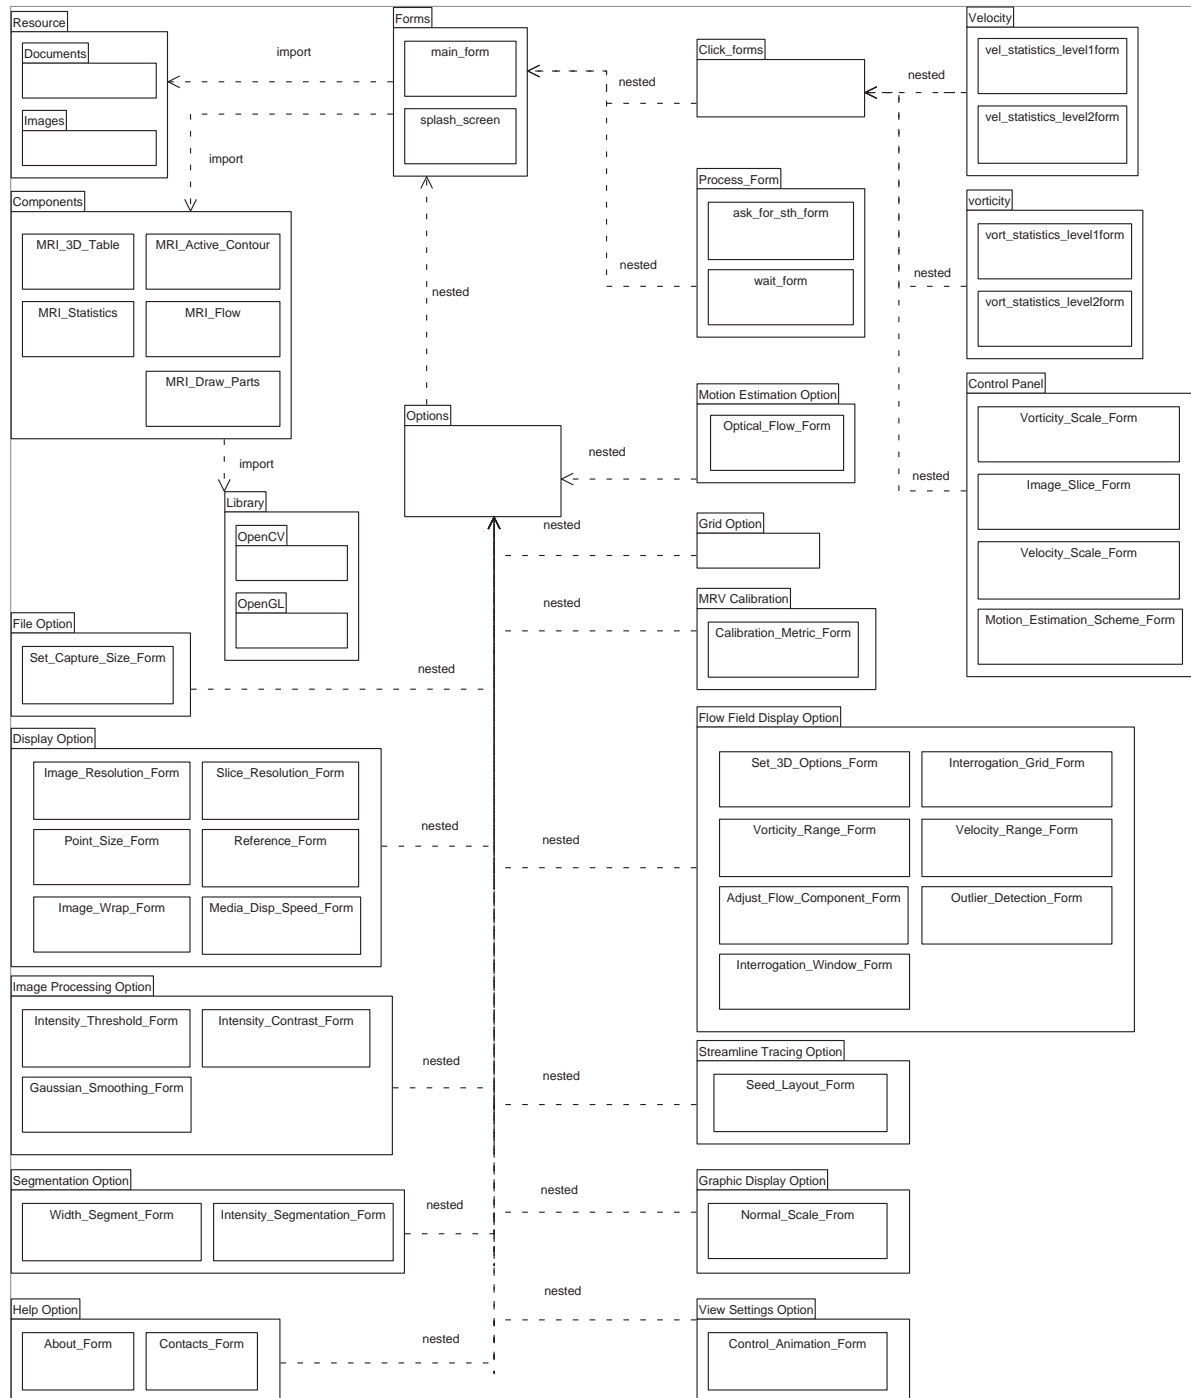 Resource
Documents
Images
import
import
Forms
main_form
splash_screen
nested
Click_forms
nested
Velocity
vel_statistics_level1form
vel_statistics_level2form
nested
Components
MRI_3D_Table
MRI_Active_Contour
MRI_Statistics
MRI_Flow
MRI_Draw_Parts
nested
Process_Form
ask_for_sth_form
wait_form
nested
vorticity
vort_statistics_level1form
vort_statistics_level2form
nested
import
Library
OpenCV
OpenGL
Options
nested
Motion Estimation Option
Optical_Flow_Form
nested
Control Panel
Vorticity_Scale_Form
Image_Slice_Form
Velocity_Scale_Form
Motion_Estimation_Scheme_Form
nested
Grid Option
nested
MRV Calibration
Calibration_Metric_Form
File Option
Set_Capture_Size_Form
nested
Display Option
Image_Resolution_Form
Slice_Resolution_Form
Point_Size_Form
Reference_Form
Image_Wrap_Form
Media_Disp_Speed_Form
nested
nested
Flow Field Display Option
Set_3D_Options_Form
Interrogation_Grid_Form
Vorticity_Range_Form
Velocity_Range_Form
Adjust_Flow_Component_Form
Outlier_Detection_Form
Interrogation_Window_Form
Image Processing Option
Intensity_Threshold_Form
Intensity_Contrast_Form
Gaussian_Smoothing_Form
nested
nested
Streamline Tracing Option
Seed_Layout_Form
Segmentation Option
Width_Segment_Form
Intensity_Segmentation_Form
nested
nested
Graphic Display Option
Normal_Scale_From
Help Option
About_Form
Contacts_Form
nested
nested
View Settings Option
Control_Animation_Form